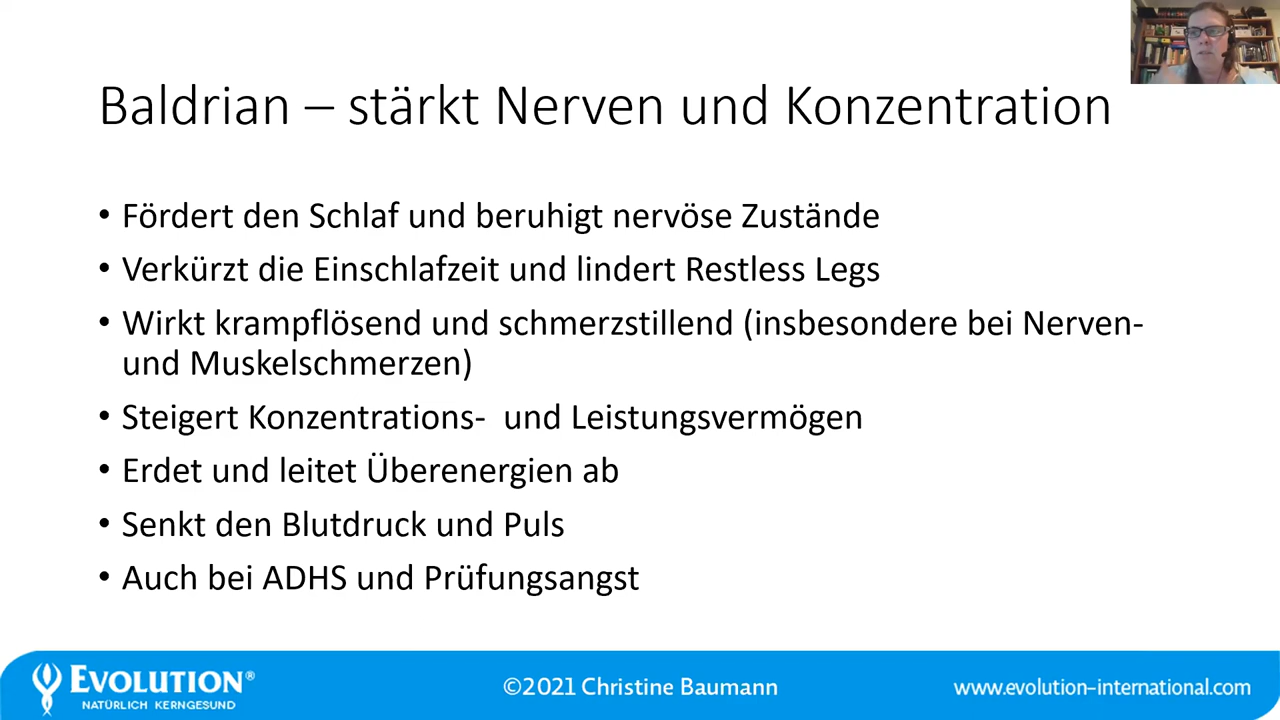 Baldrian – stärkt Nerven und Konzentration
• Fördert den Schlaf und beruhigt nervöse Zustände
• Verkürzt die Einschlafzeit und lindert Restless Legs
• Wirkt krampflösend und schmerzstillend (insbesondere bei Nerven-
und Muskelschmerzen)
• Steigert Konzentrations-  und Leistungsvermögen
• Erdet und leitet Überenergien ab
• Senkt den Blutdruck und Puls
• Auch bei ADHS und Prüfungsangst
EVOLUTION®
NATÜRLICH KERNGESUND
©2021 Christine Baumann
www.evolution-international.com